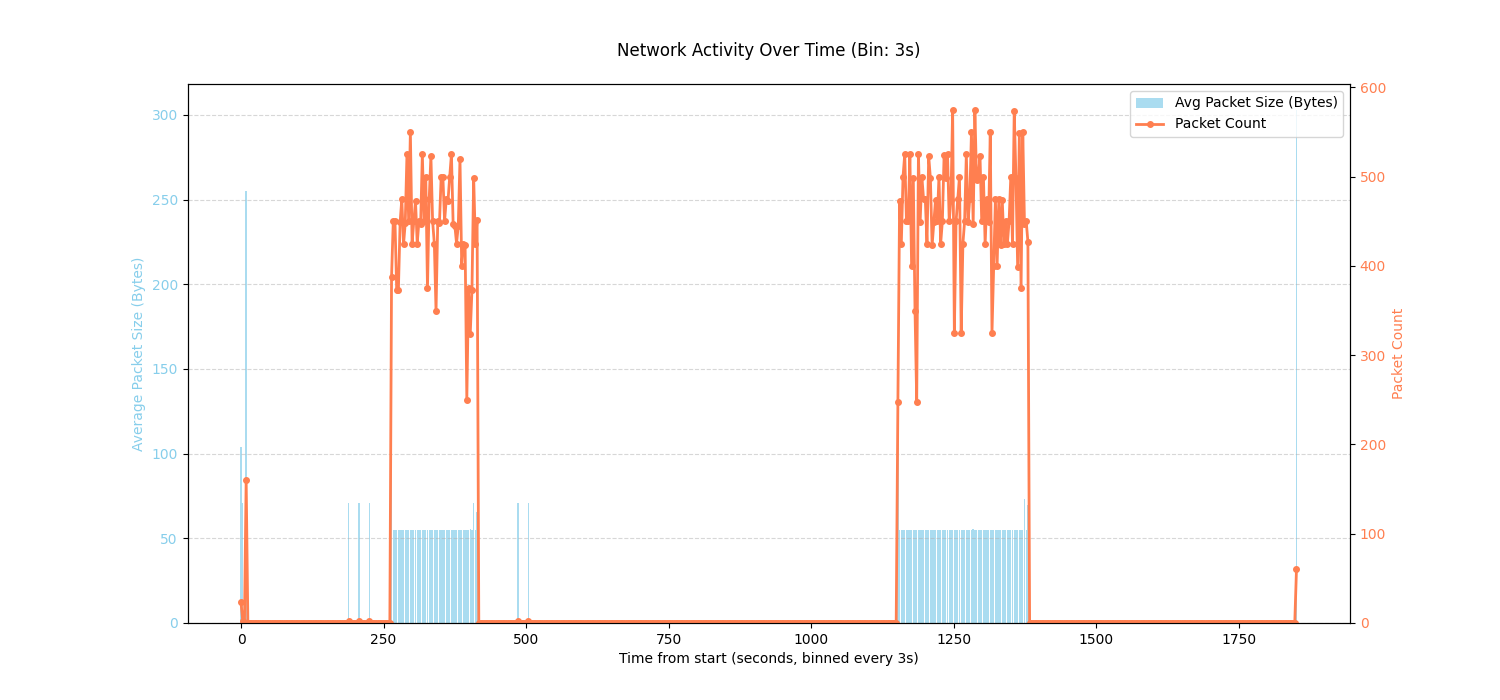 Network Activity Over Time (Bin: 3s)
Avg Packet Size (Bytes)
Packet Count
Average Packet Size (Bytes)
300
250
200
150
100
50
0
600
500
400
300
200
100
0
Packet Count
0 250 500 750 1000 1250 1500 1750
Time from start (seconds, binned every 3s)